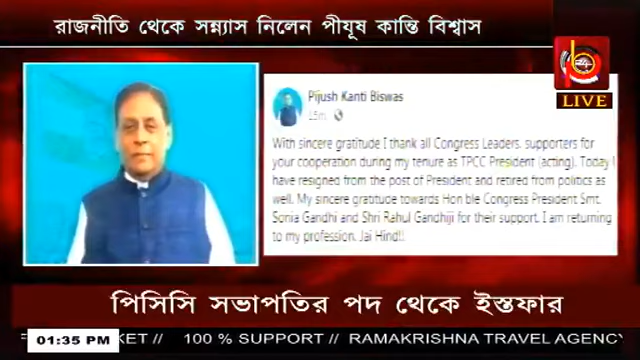 রাজনীতি থেকে সন্ন্যাস নিলেন পীযূষ কান্তি বিশ্বাস
24
LIVE
Pijush Kanti Biswas
15m
With sincere gratitude I thank all Congress Leaders, supporters for
your cooperation during my tenure as TPCC President (acting). Today I
have resigned from the post of President and retired from politics as
well. My sincere gratitude towards Hon ble Congress President Smt.
Sonia Gandhi and Shri Rahul Gandhiji for their support. I am returning
to my profession. Jai Hind!!
পিসিসি সভাপতির পদ থেকে ইস্তফার
01:35 PM KET // 100 % SUPPORT // RAMAKRISHNA TRAVEL AGENCY